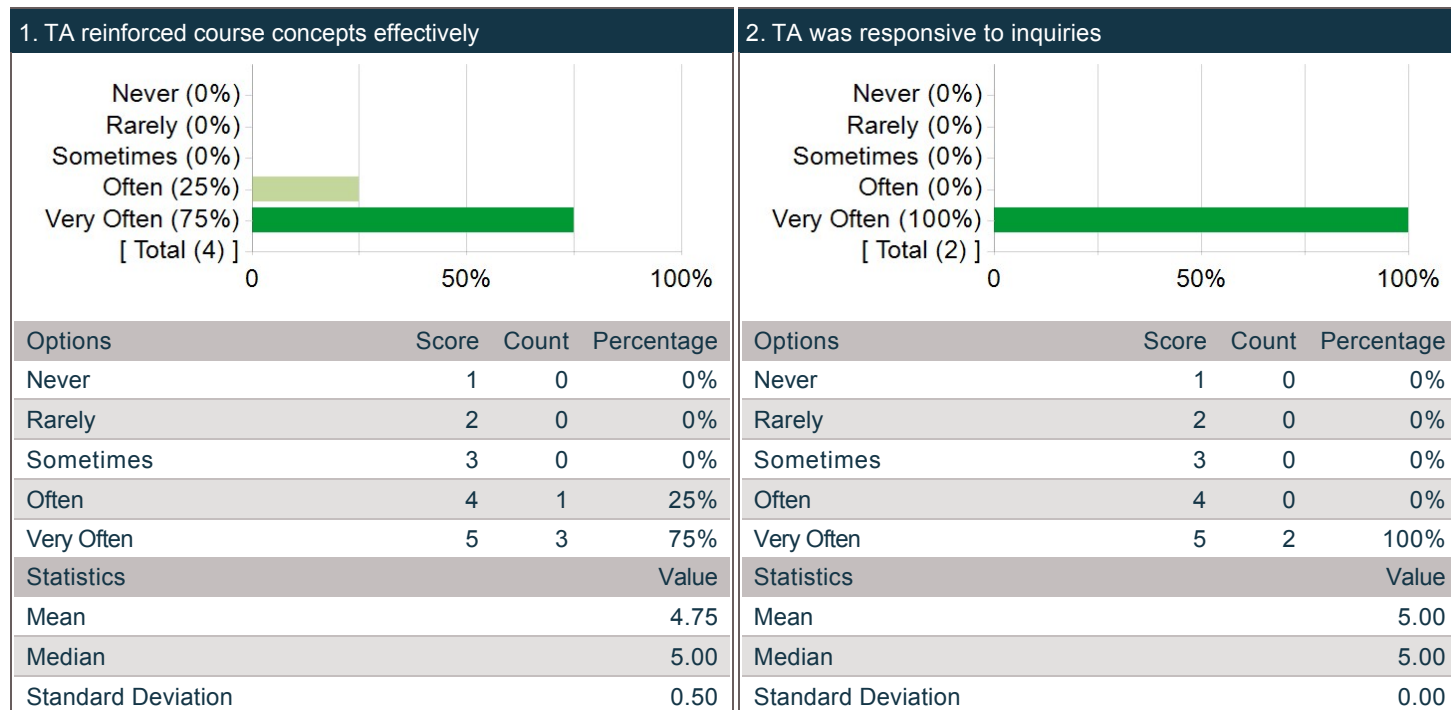 1. TA reinforced course concepts effectively
Never (0%)
Rarely (0%)
Sometimes (0%)
Often (25%)
Very Often (75%)
[ Total (4) ]
0 50% 100%
Options Score Count Percentage
Never 1 0 0%
Rarely 2 0 0%
Sometimes 3 0 0%
Often 4 1 25%
Very Often 5 3 75%
Statistics Value
Mean 4.75
Median 5.00
Standard Deviation 0.50
2. TA was responsive to inquiries
Never (0%)
Rarely (0%)
Sometimes (0%)
Often (0%)
Very Often (100%)
[ Total (2) ]
0 50% 100%
Options Score Count Percentage
Never 1 0 0%
Rarely 2 0 0%
Sometimes 3 0 0%
Often 4 0 0%
Very Often 5 2 100%
Statistics Value
Mean 5.00
Median 5.00
Standard Deviation 0.00